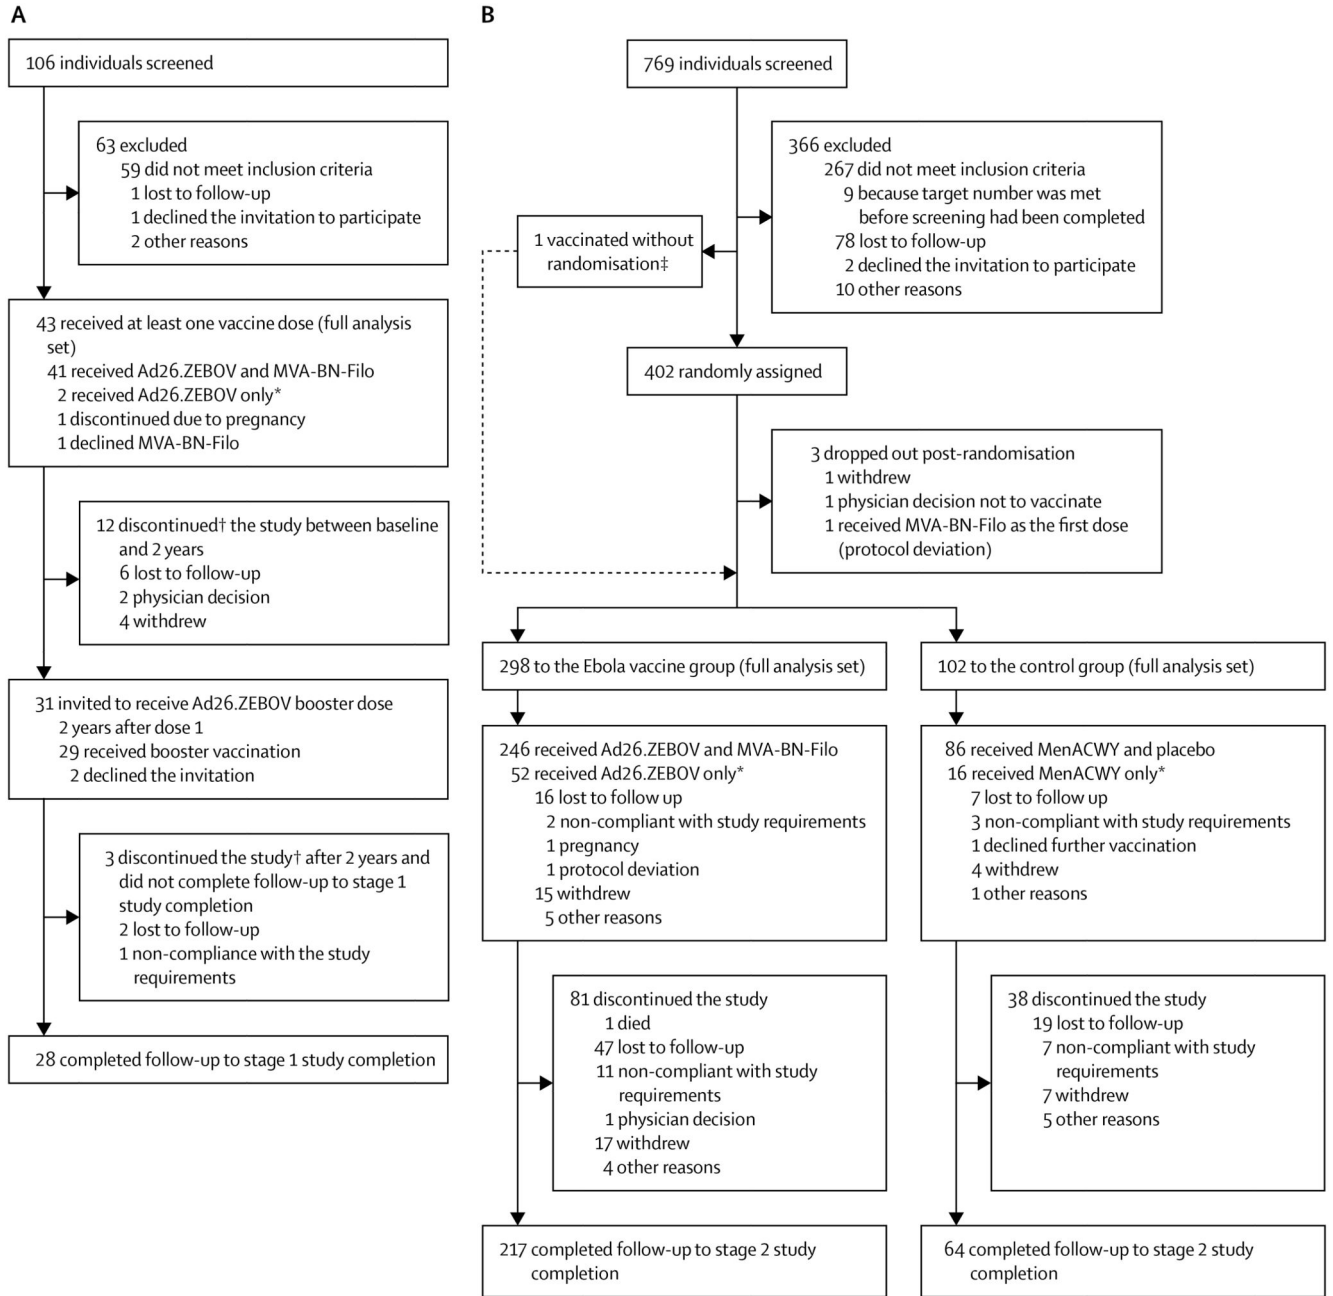 A
106 individuals screened
63 excluded
59 did not meet inclusion criteria
1 lost to follow-up
1 declined the invitation to participate
2 other reasons
43 received at least one vaccine dose (full analysis
set)
41 received Ad26.ZEBOV and MVA-BN-Filo
2 received Ad26.ZEBOV only*
1 discontinued due to pregnancy
1 declined MVA-BN-Filo
12 discontinued† the study between baseline
and 2 years
6 lost to follow-up
2 physician decision
4 withdrew
31 invited to receive Ad26.ZEBOV booster dose
2 years after dose 1
29 received booster vaccination
2 declined the invitation
3 discontinued the study† after 2 years and
did not complete follow-up to stage 1
study completion
2 lost to follow-up
1 non-compliance with the study
requirements
28 completed follow-up to stage 1 study completion
B
769 individuals screened
366 excluded
267 did not meet inclusion criteria
9 because target number was met
before screening had been completed
78 lost to follow-up
2 declined the invitation to participate
10 other reasons
1 vaccinated without
randomisation‡
402 randomly assigned
3 dropped out post-randomisation
1 withdrew
1 physician decision not to vaccinate
1 received MVA-BN-Filo as the first dose
(protocol deviation)
298 to the Ebola vaccine group (full analysis set)
246 received Ad26.ZEBOV and MVA-BN-Filo
52 received Ad26.ZEBOV only*
16 lost to follow up
2 non-compliant with study requirements
1 pregnancy
1 protocol deviation
15 withdrew
5 other reasons
81 discontinued the study
1 died
47 lost to follow-up
11 non-compliant with study
requirements
1 physician decision
17 withdrew
4 other reasons
217 completed follow-up to stage 2 study
completion
102 to the control group (full analysis set)
86 received MenACWY and placebo
16 received MenACWY only*
7 lost to follow up
3 non-compliant with study requirements
1 declined further vaccination
4 withdrew
1 other reasons
38 discontinued the study
19 lost to follow-up
7 non-compliant with study
requirements
7 withdrew
5 other reasons
64 completed follow-up to stage 2 study
completion